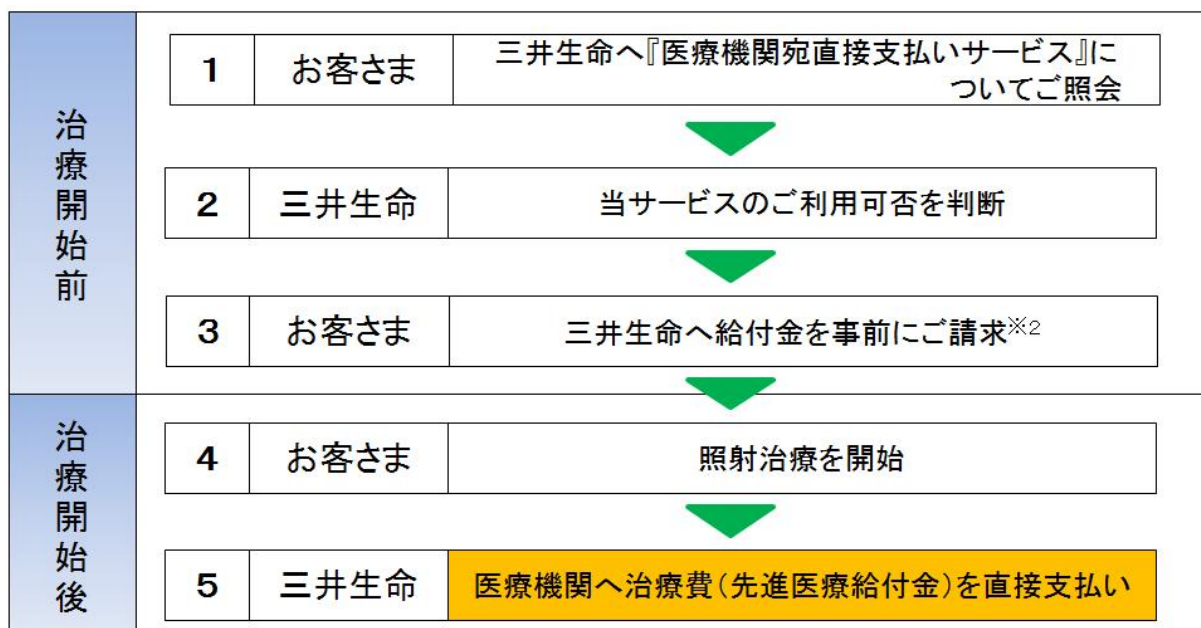 治療開始前
1 お客さま 三井生命へ『医療機関宛直接支払いサービス』に
ついてご照会
2 三井生命 当サービスのご利用可否を判断
3 お客さま 三井生命へ給付金を事前にご請求※2
治療開始後
4 お客さま 照射治療を開始
5 三井生命 医療機関へ治療費(先進医療給付金)を直接支払い